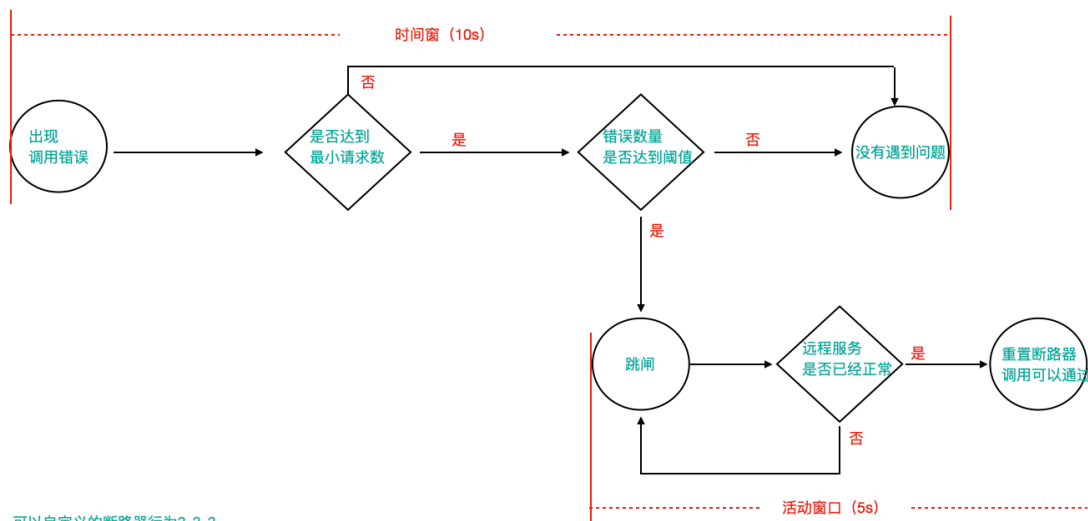 时间窗（10s）
否
出现
调用错误
是否达到
最小请求数
是
错误数量
是否达到阈值
否
没有遇到问题
是
跳闸
远程服务
是否已经正常
是
重置断路器
调用可以通过
否
活动窗口（5s）